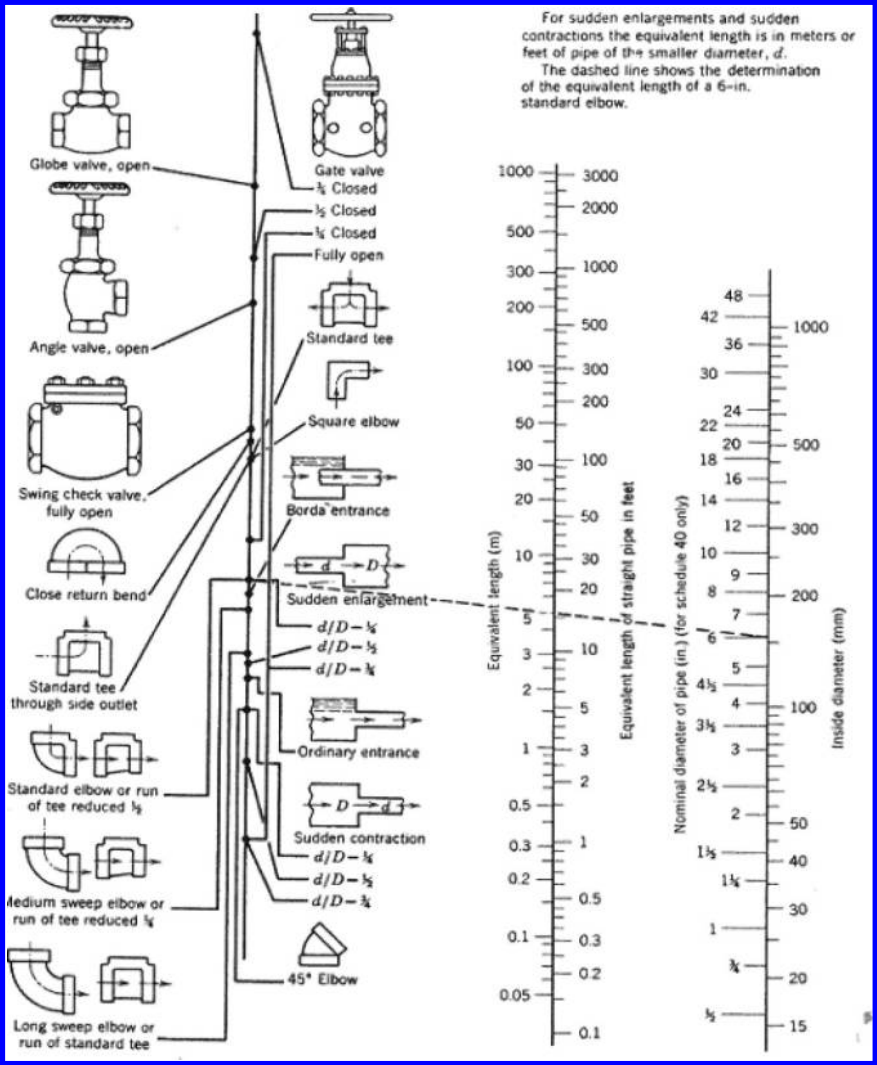 For sudden enlargements and sudden
contractions the equivalent length is in meters or
feet of pipe of the smaller diameter, d.
The dashed line shows the determination
of the equivalent length of a 6-in.
standard elbow.
Globe valve, open
Angle valve, open
Swing check valve,
fully open
Close return bend
Standard tee
through side outlet
Standard elbow or run
of tee reduced ½
Medium sweep elbow or
run of tee reduced ¼
Long sweep elbow or
run of standard tee
Gate valve
¾ Closed
½ Closed
¼ Closed
Fully open
Standard tee
Square elbow
Borda entrance
d
D
Sudden enlargement
d/D—¼
d/D—½
d/D—¾
Ordinary entrance
D
d
Sudden contraction
d/D—¼
d/D—½
d/D—¾
45° Elbow
Equivalent length (m)
1000
500
300
200
100
50
30
20
10
5
3
2
1
0.5
0.3
0.2
0.1
0.05
3000
2000
1000
500
300
200
100
50
30
20
10
5
3
2
1
0.5
0.3
0.2
0.1
Equivalent length of straight pipe in feet
Nominal diameter of pipe (in.) (for schedule 40 only)
48
42
36
30
24
22
20
18
16
14
12
10
9
8
7
6
5
4½
4
3½
3
2½
2
1½
1¼
1
¾
½
1000
500
300
200
100
50
40
30
20
15
Inside diameter (mm)